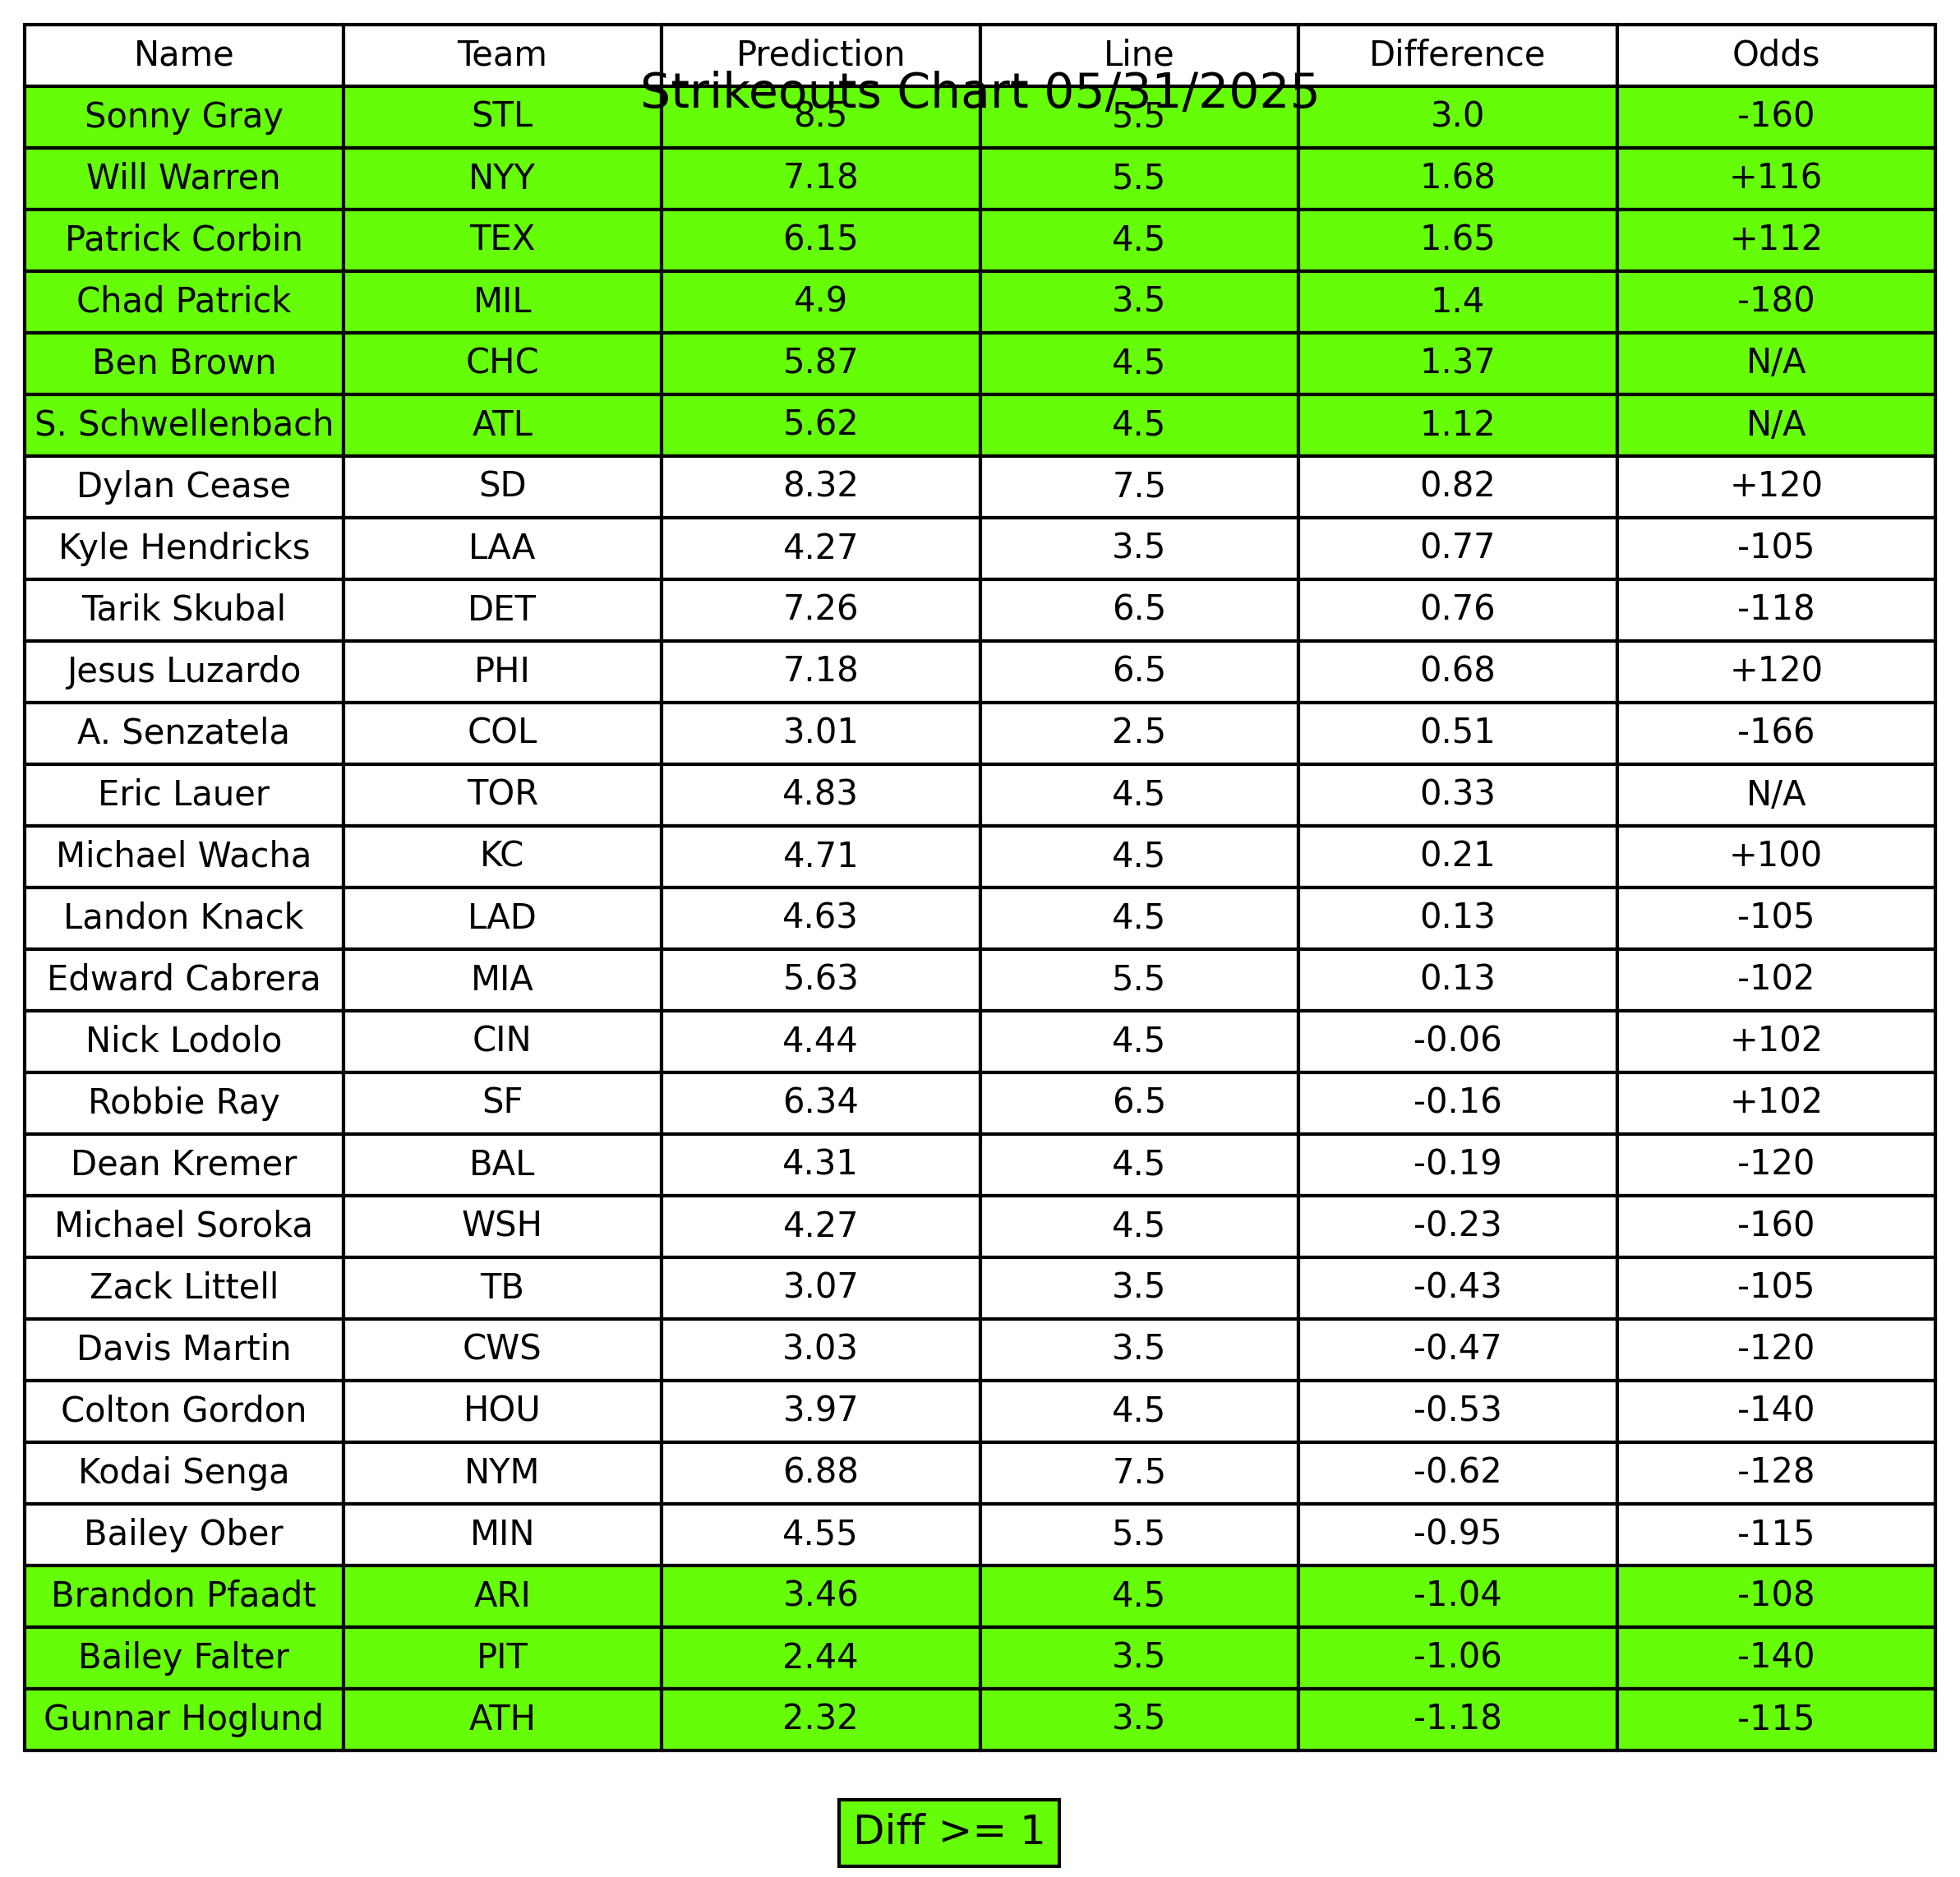 Name Team Prediction Line Difference Odds
Strikeouts Chart 05/31/2025
Sonny Gray STL 8.5 5.5 3.0 -160
Will Warren NYY 7.18 5.5 1.68 +116
Patrick Corbin TEX 6.15 4.5 1.65 +112
Chad Patrick MIL 4.9 3.5 1.4 -180
Ben Brown CHC 5.87 4.5 1.37 N/A
S. Schwellenbach ATL 5.62 4.5 1.12 N/A
Dylan Cease SD 8.32 7.5 0.82 +120
Kyle Hendricks LAA 4.27 3.5 0.77 -105
Tarik Skubal DET 7.26 6.5 0.76 -118
Jesus Luzardo PHI 7.18 6.5 0.68 +120
A. Senzatela COL 3.01 2.5 0.51 -166
Eric Lauer TOR 4.83 4.5 0.33 N/A
Michael Wacha KC 4.71 4.5 0.21 +100
Landon Knack LAD 4.63 4.5 0.13 -105
Edward Cabrera MIA 5.63 5.5 0.13 -102
Nick Lodolo CIN 4.44 4.5 -0.06 +102
Robbie Ray SF 6.34 6.5 -0.16 +102
Dean Kremer BAL 4.31 4.5 -0.19 -120
Michael Soroka WSH 4.27 4.5 -0.23 -160
Zack Littell TB 3.07 3.5 -0.43 -105
Davis Martin CWS 3.03 3.5 -0.47 -120
Colton Gordon HOU 3.97 4.5 -0.53 -140
Kodai Senga NYM 6.88 7.5 -0.62 -128
Bailey Ober MIN 4.55 5.5 -0.95 -115
Brandon Pfaadt ARI 3.46 4.5 -1.04 -108
Bailey Falter PIT 2.44 3.5 -1.06 -140
Gunnar Hoglund ATH 2.32 3.5 -1.18 -115
Diff >= 1